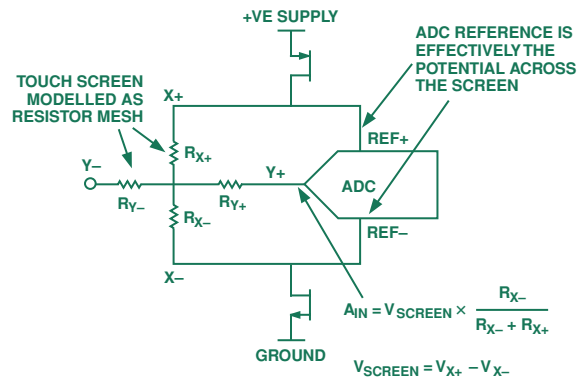 +VE SUPPLY
ADC REFERENCE IS
EFFECTIVELY THE
POTENTIAL ACROSS
THE SCREEN
TOUCH SCREEN
MODELLED AS
RESISTOR MESH
X+
REF+
Y–
RX+
Y+
ADC
RY–
RY+
RX–
REF–
X–
AIN = VSCREEN × RX– / RX– + RX+
GROUND
VSCREEN = VX+ – VX–